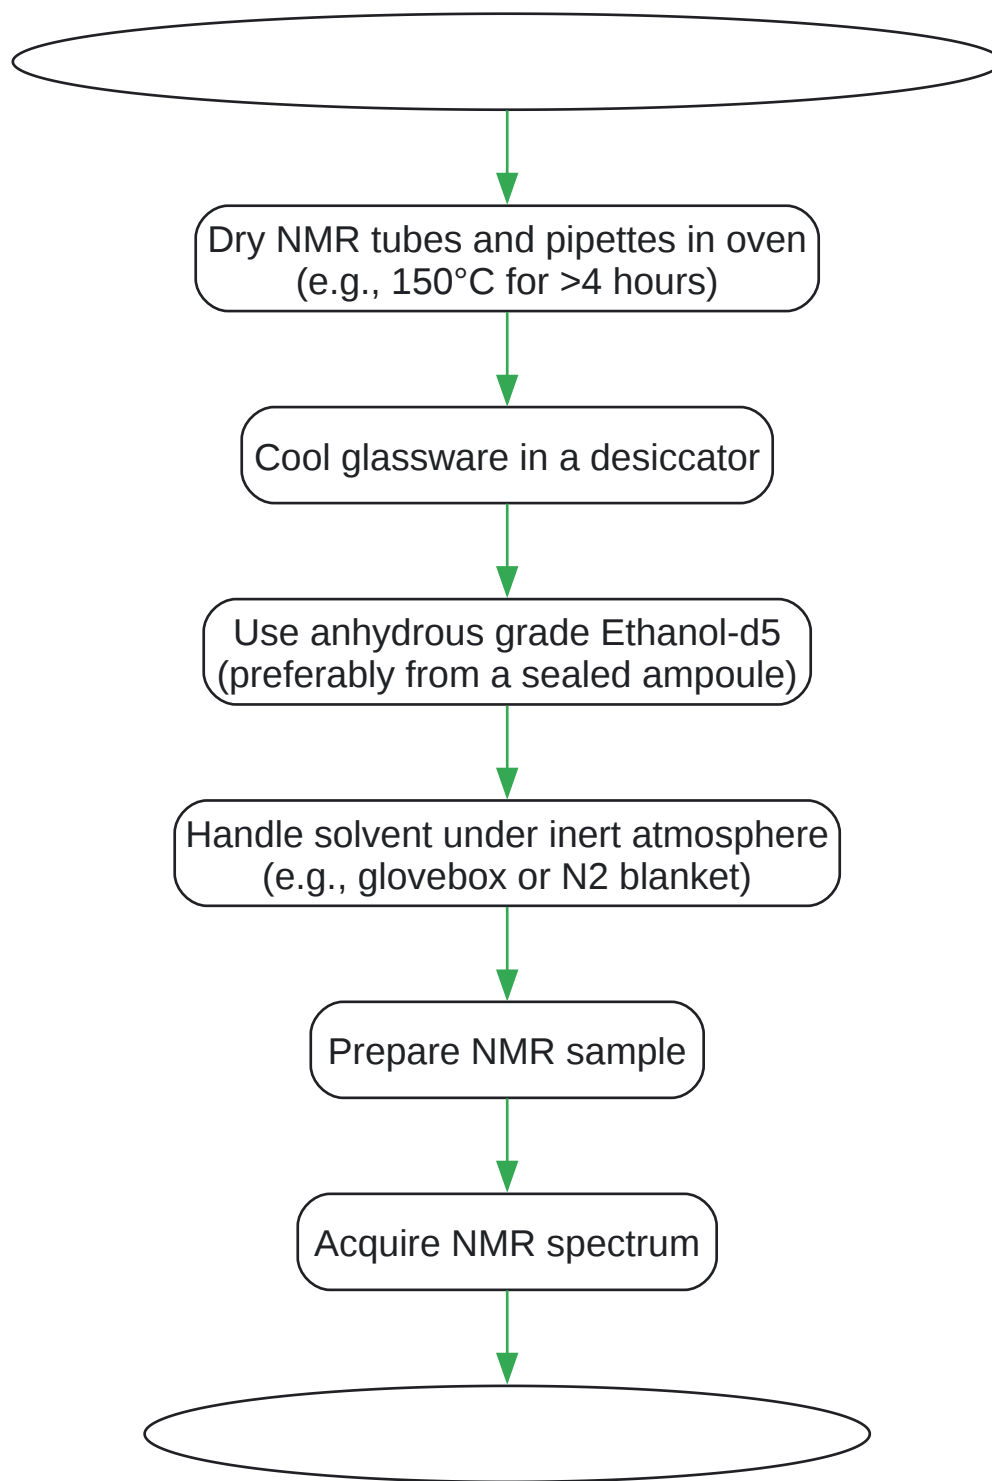 Dry NMR tubes and pipettes in oven
(e.g., 150°C for >4 hours)
Cool glassware in a desiccator
Use anhydrous grade Ethanol-d5
(preferably from a sealed ampoule)
Handle solvent under inert atmosphere
(e.g., glovebox or N2 blanket)
Prepare NMR sample
Acquire NMR spectrum